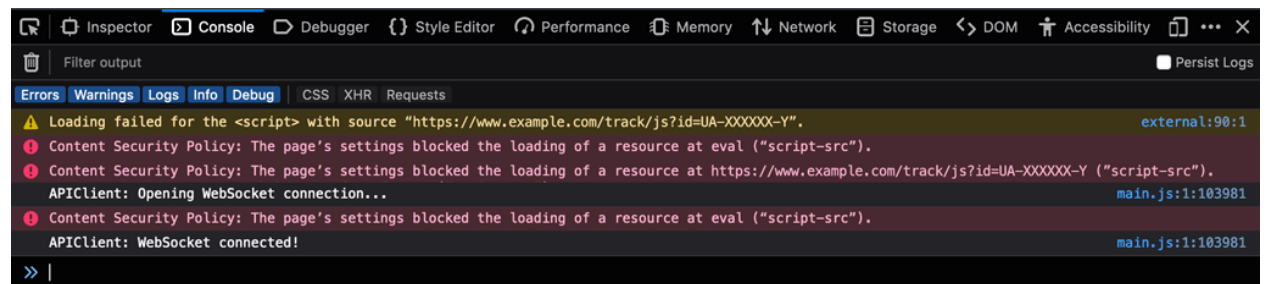 Inspector Console Debugger {} Style Editor Performance Memory Network Storage DOM Accessibility
Filter output Persist Logs
Errors Warnings Logs Info Debug CSS XHR Requests
Loading failed for the <script> with source “https://www.example.com/track/js?id=UA-XXXXXX-Y”. external:90:1
Content Security Policy: The page’s settings blocked the loading of a resource at eval (“script-src”).
Content Security Policy: The page’s settings blocked the loading of a resource at https://www.example.com/track/js?id=UA-XXXXXX-Y (“script-src”).
APIClient: Opening WebSocket connection... main.js:1:103981
Content Security Policy: The page’s settings blocked the loading of a resource at eval (“script-src”).
APIClient: WebSocket connected! main.js:1:103981
»